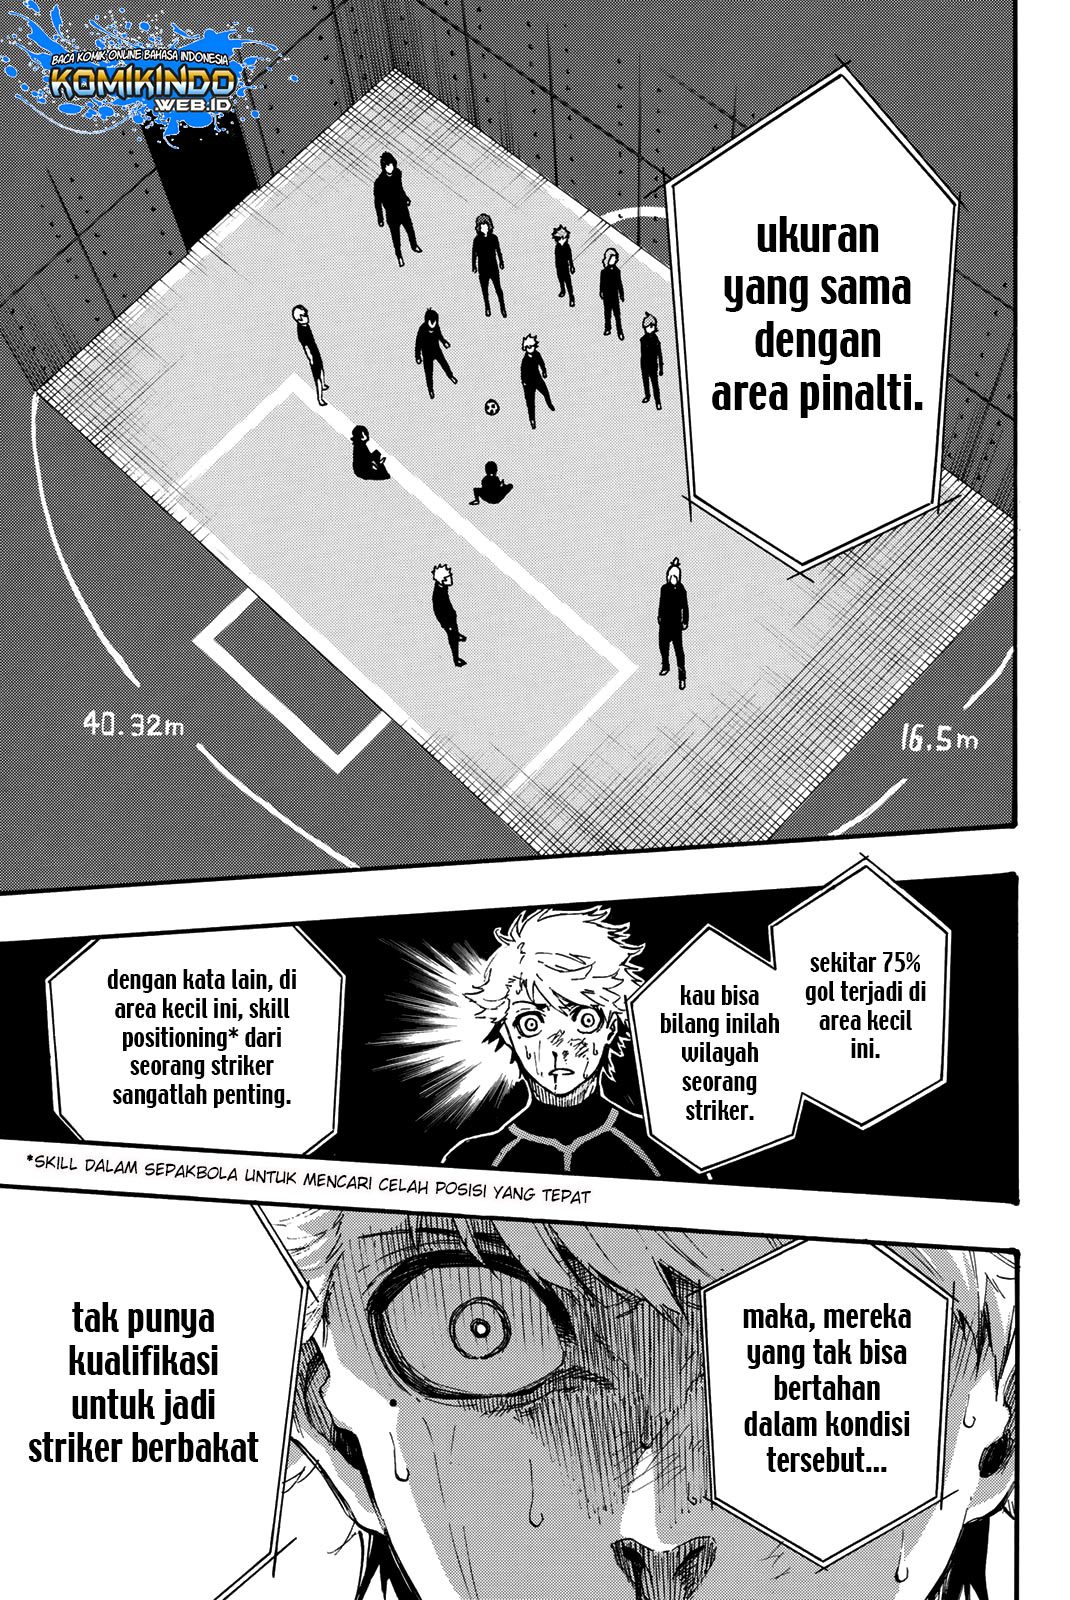 BACA KOMIK ONLINE BAHASA INDONESIA
KOMIKINDO
WEB.ID
ukuran
yang sama
dengan
area pinalti.
40.32m
16.5m
sekitar 75%
gol terjadi di
area kecil
ini.
kau bisa
bilang inilah
wilayah
seorang
striker.
dengan kata lain, di
area kecil ini, skill
positioning* dari
seorang striker
sangatlah penting.
*SKILL DALAM SEPAKBOLA UNTUK MENCARI CELAH POSISI YANG TEPAT
maka, mereka
yang tak bisa
bertahan
dalam kondisi
tersebut...
tak punya
kualifikasi
untuk jadi
striker berbakat